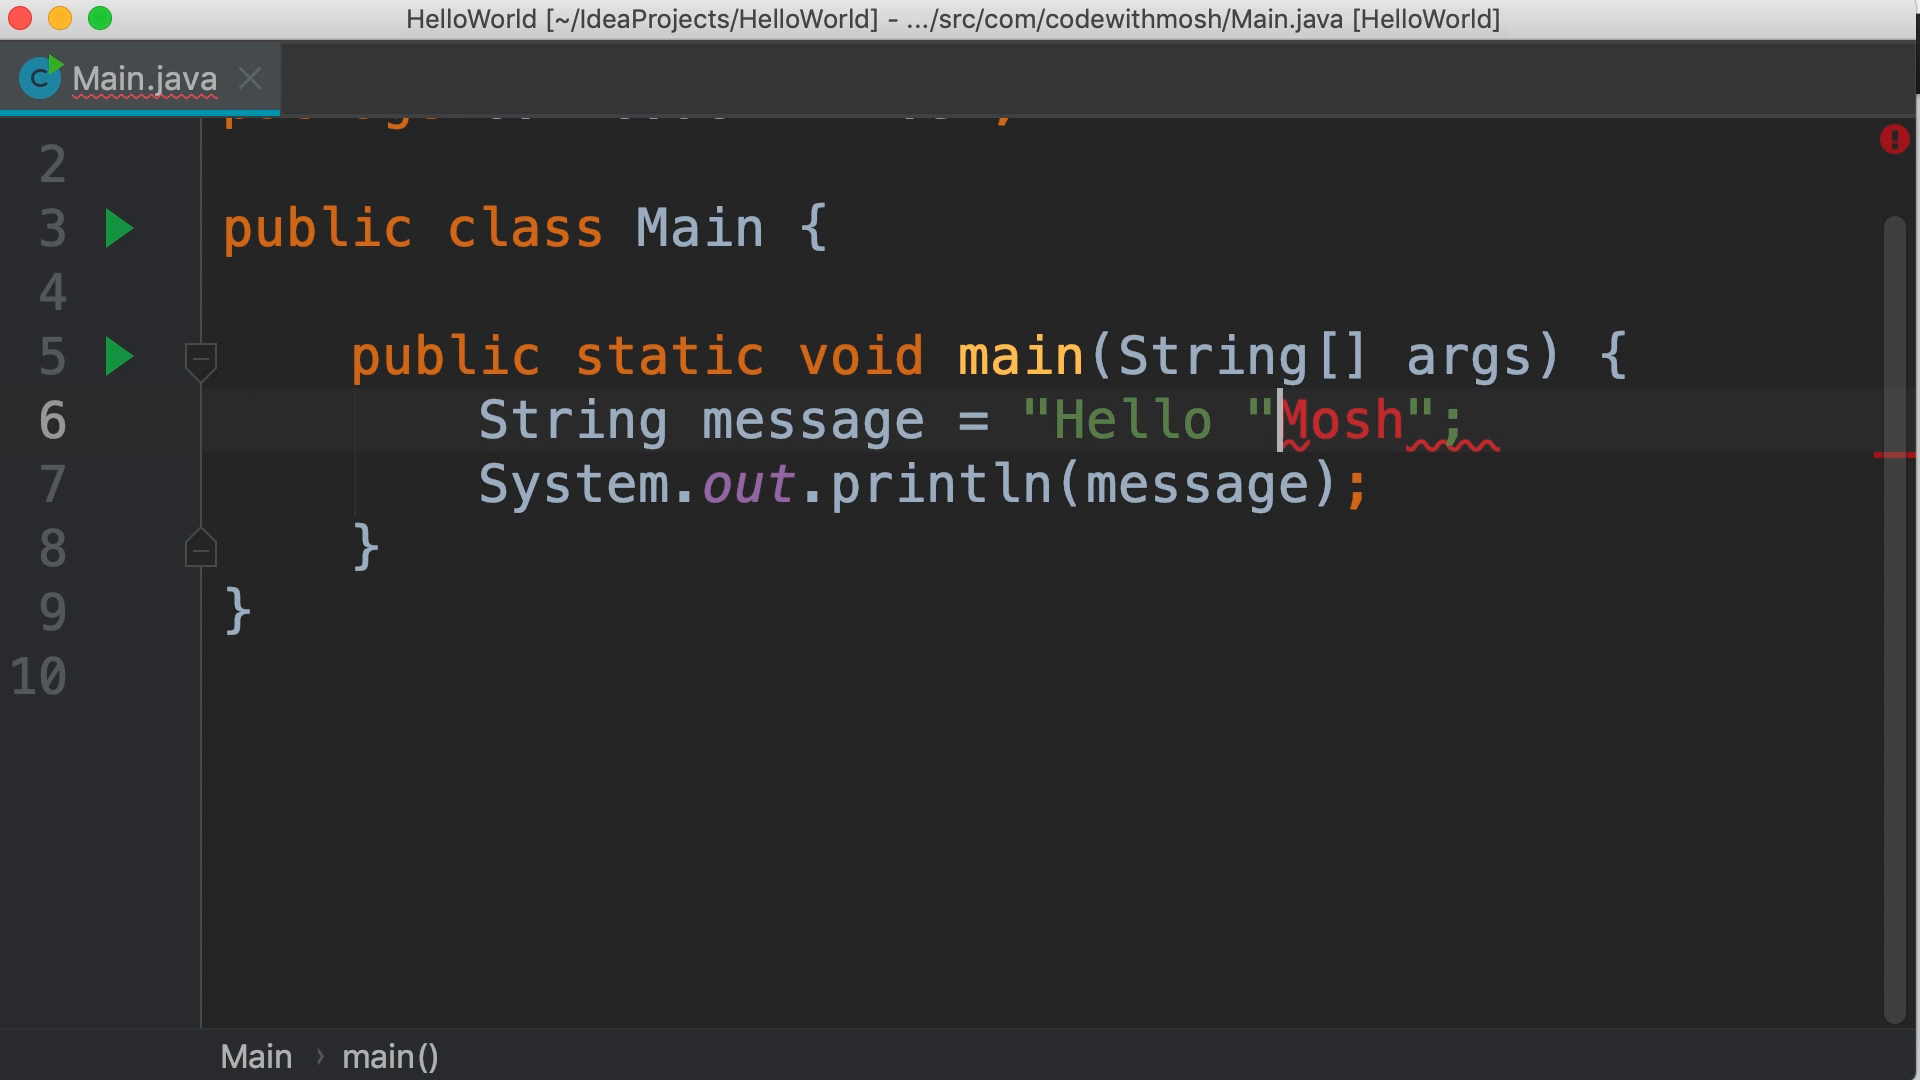 HelloWorld [~/IdeaProjects/HelloWorld] - .../src/com/codewithmosh/Main.java [HelloWorld]
Main.java
2
3 public class Main {
4
5 public static void main(String[] args) {
6 String message = "Hello "Mosh";
7 System.out.println(message);
8 }
9 }
10
Main › main()